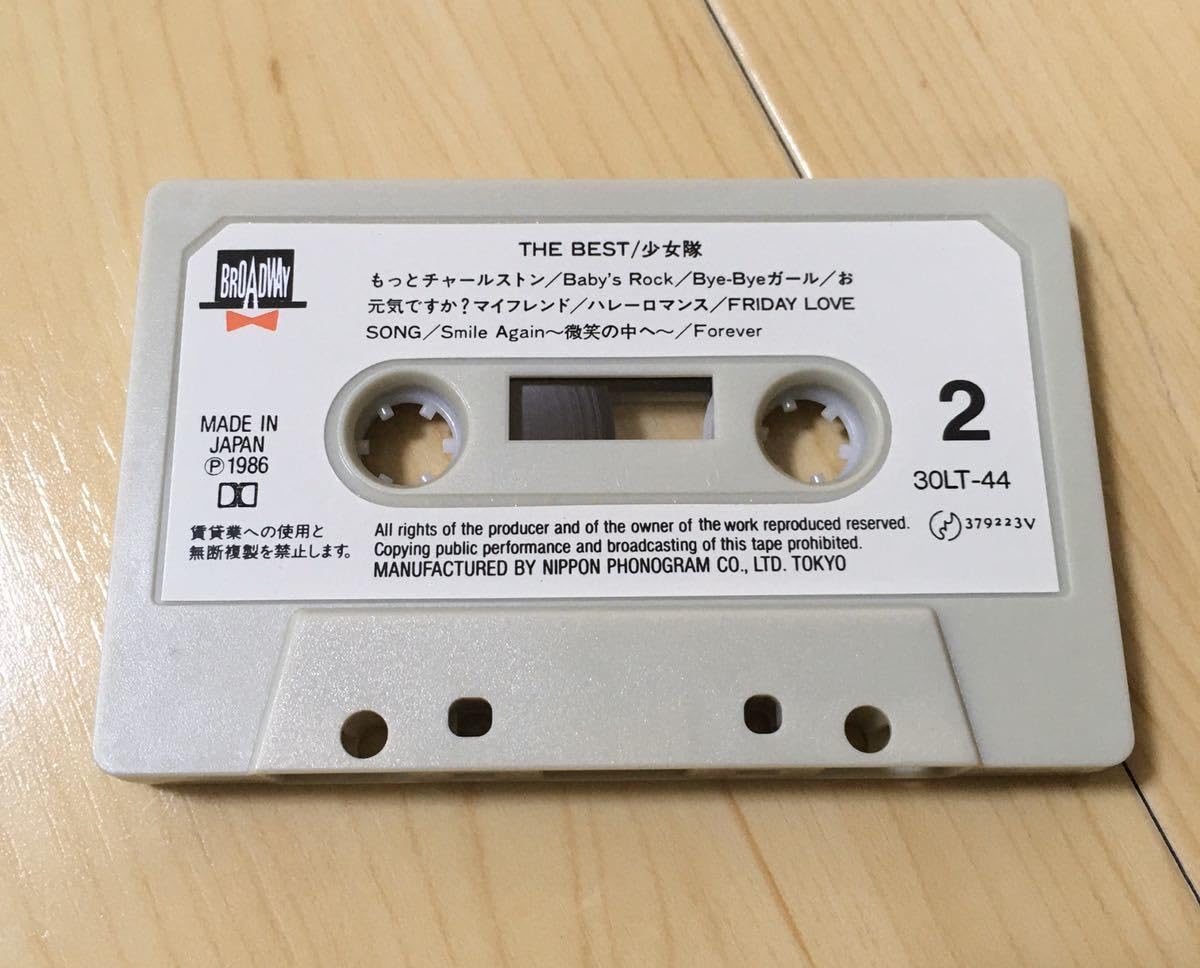 BROADWAY
THE BEST/少女隊
もっとチャールストン/Baby's Rock/Bye-Byeガール/お
元気ですか?マイフレンド/ハレーロマンス/FRIDAY LOVE
SONG/Smile Again〜微笑の中へ〜/Forever
MADE IN
JAPAN
Ⓟ1986
賃貸業への使用と
無断複製を禁止します。
2
30LT-44
379223V
All rights of the producer and of the owner of the work reproduced reserved.
Copying public performance and broadcasting of this tape prohibited.
MANUFACTURED BY NIPPON PHONOGRAM CO., LTD. TOKYO